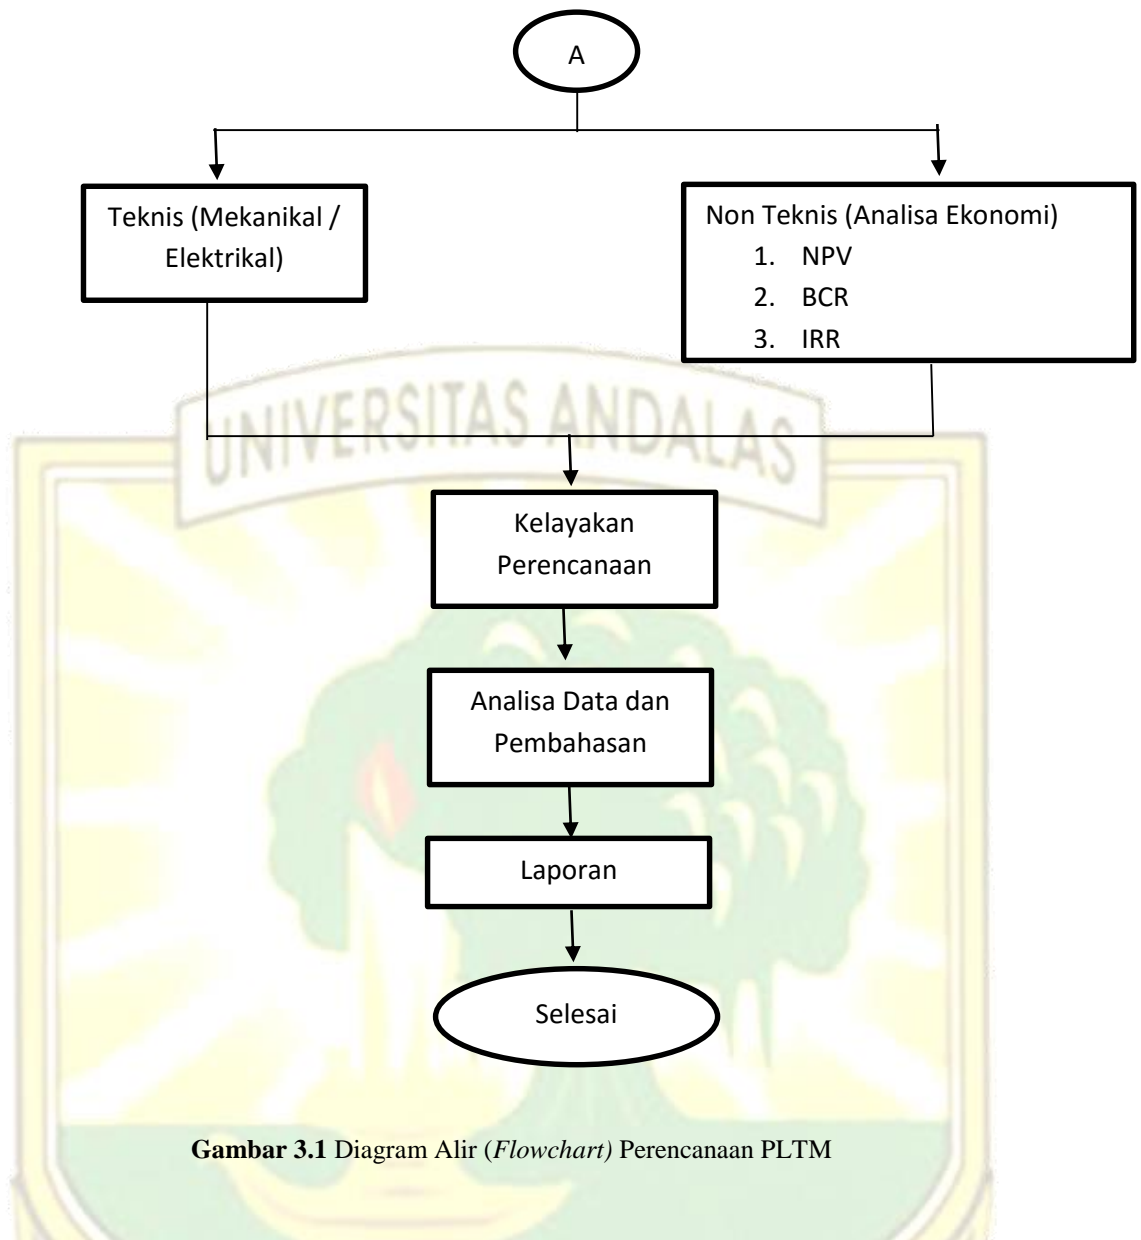 A
Teknis (Mekanikal /
Elektrikal)
Non Teknis (Analisa Ekonomi)
1. NPV
2. BCR
3. IRR
UNIVERSITAS ANDALAS
Kelayakan
Perencanaan
Analisa Data dan
Pembahasan
Laporan
Selesai
Gambar 3.1 Diagram Alir (Flowchart) Perencanaan PLTM